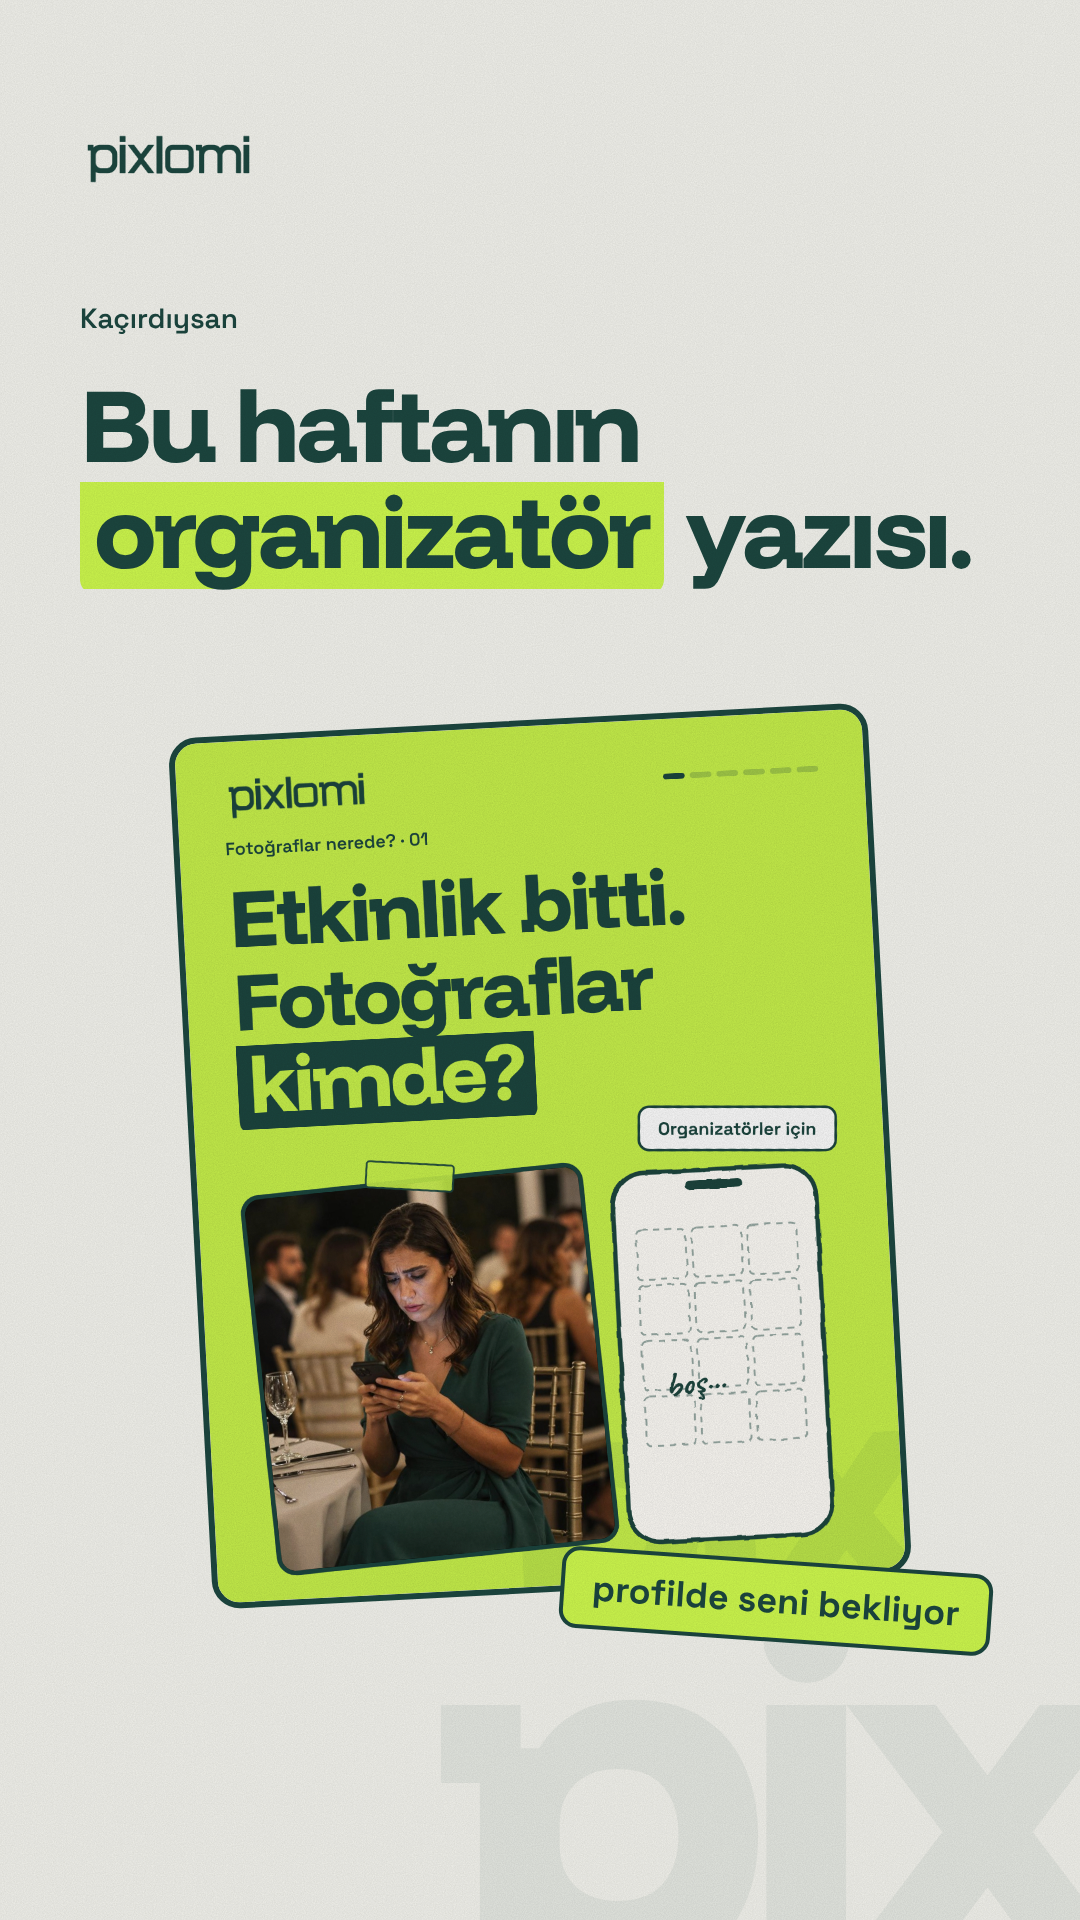 pixlomi
Kaçırdıysan
Bu haftanın
organizatör yazısı.
pixlomi
Fotoğraflar nerede? · 01
Etkinlik bitti.
Fotoğraflar
kimde?
Organizatörler için
boş...
profilde seni bekliyor
pix